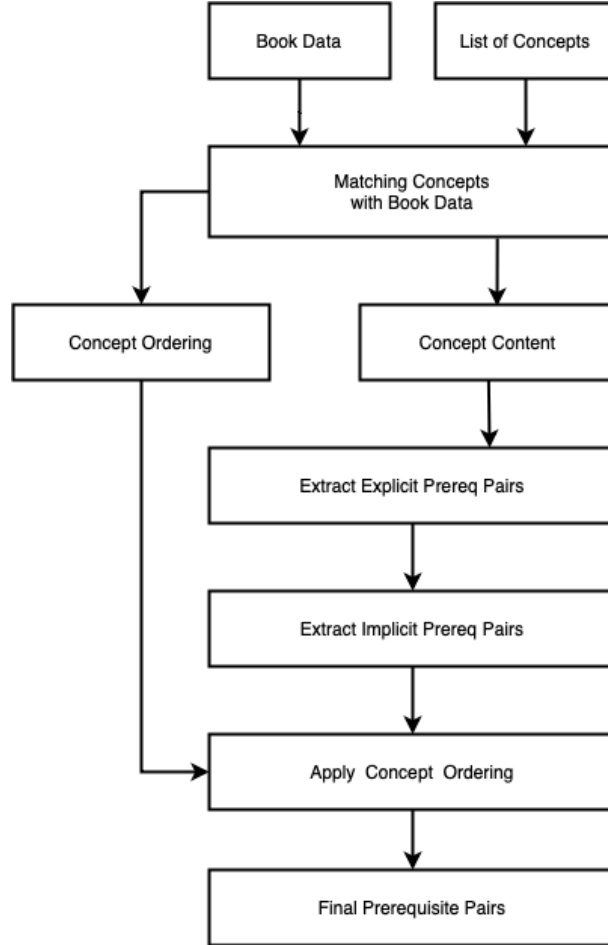 Book Data
List of Concepts
Matching Concepts
with Book Data
Concept Ordering
Concept Content
Extract Explicit Prereq Pairs
Extract Implicit Prereq Pairs
Apply Concept Ordering
Final Prerequisite Pairs